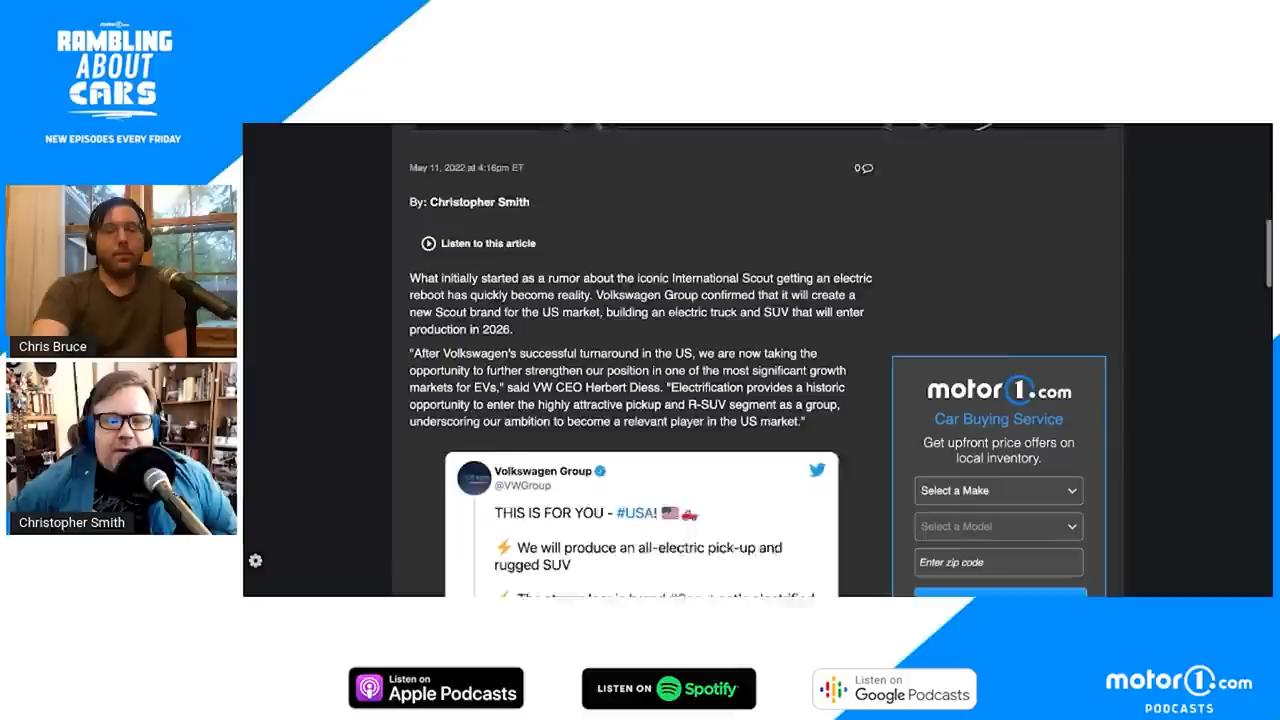 motor1.com
RAMBLING
ABOUT
CARS
NEW EPISODES EVERY FRIDAY
Chris Bruce
Christopher Smith
May 11, 2022 at 4:16pm ET
0
By: Christopher Smith
Listen to this article
What initially started as a rumor about the iconic International Scout getting an electric
reboot has quickly become reality. Volkswagen Group confirmed that it will create a
new Scout brand for the US market, building an electric truck and SUV that will enter
production in 2026.
"After Volkswagen's successful turnaround in the US, we are now taking the
opportunity to further strengthen our position in one of the most significant growth
markets for EVs," said VW CEO Herbert Diess. "Electrification provides a historic
opportunity to enter the highly attractive pickup and R-SUV segment as a group,
underscoring our ambition to become a relevant player in the US market."
Volkswagen Group
@VWGroup
THIS IS FOR YOU - #USA!
We will produce an all-electric pick-up and
rugged SUV
motor1.com
Car Buying Service
Get upfront price offers on
local inventory.
Select a Make
Select a Model
Enter zip code
Listen on
Apple Podcasts
LISTEN ON Spotify
Listen on
Google Podcasts
motor1.com
PODCASTS